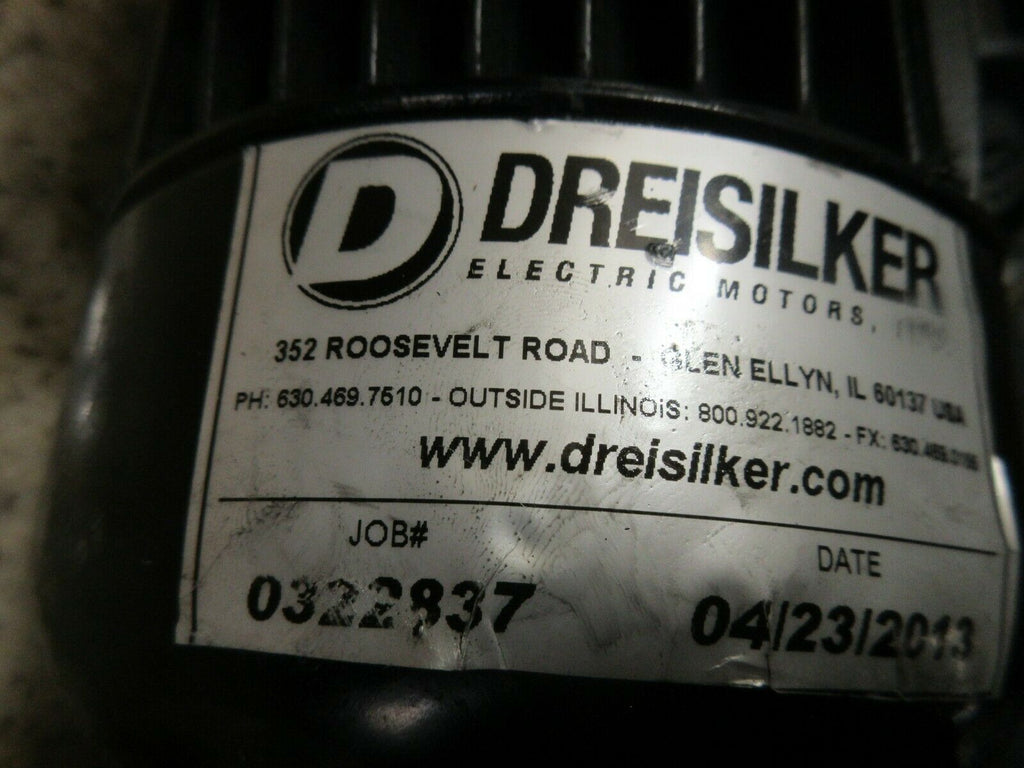 D DREISILKER
ELECTRIC MOTORS,
352 ROOSEVELT ROAD - GLEN ELLYN, IL 60137 USA
PH: 630.469.7510 - OUTSIDE ILLINOIS: 800.922.1882 - FX:
www.dreisilker.com
JOB# DATE
0322837 04/23/2013